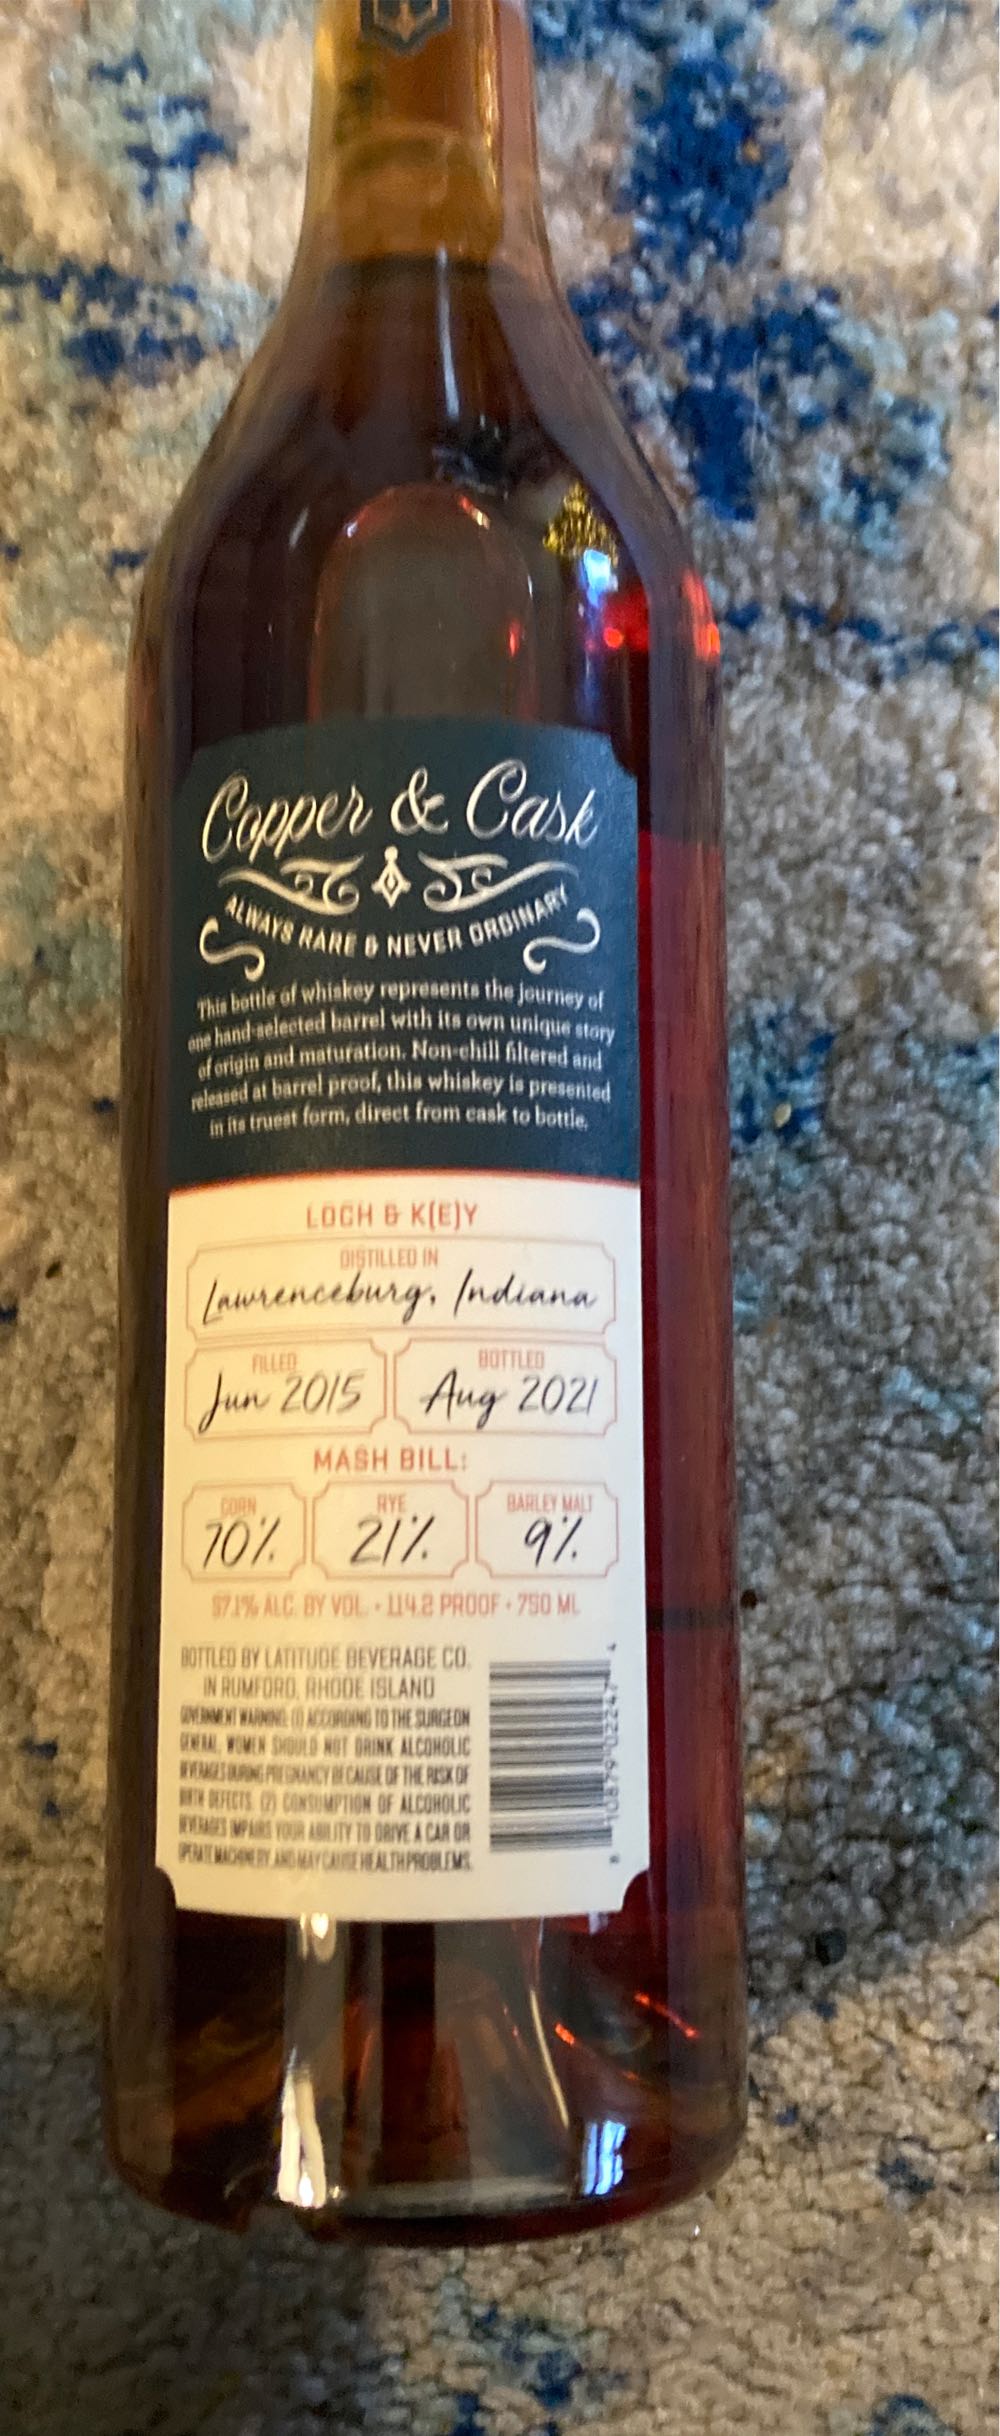 Copper & Cask
ALWAYS RARE & NEVER ORDINARY
This bottle of whiskey represents the journey of
one hand-selected barrel with its own unique story
of origin and maturation. Non-chill filtered and
released at barrel proof, this whiskey is presented
in its truest form, direct from cask to bottle.
LOCH & K(E)Y
DISTILLED IN
Lawrenceburg, Indiana
FILLED BOTTLED
Jun 2015 Aug 2021
MASH BILL:
CORN RYE BARLEY MALT
70% 21% 9%
57.1% ALC. BY VOL. • 114.2 PROOF • 750 ML
BOTTLED BY LATITUDE BEVERAGE CO.
IN RUMFORD, RHODE ISLAND
GOVERNMENT WARNING: (1) ACCORDING TO THE SURGEON
GENERAL, WOMEN SHOULD NOT DRINK ALCOHOLIC
BEVERAGES DURING PREGNANCY BECAUSE OF THE RISK OF
BIRTH DEFECTS. (2) CONSUMPTION OF ALCOHOLIC
BEVERAGES IMPAIRS YOUR ABILITY TO DRIVE A CAR OR
OPERATE MACHINERY, AND MAY CAUSE HEALTH PROBLEMS.
8 10879 02247 4